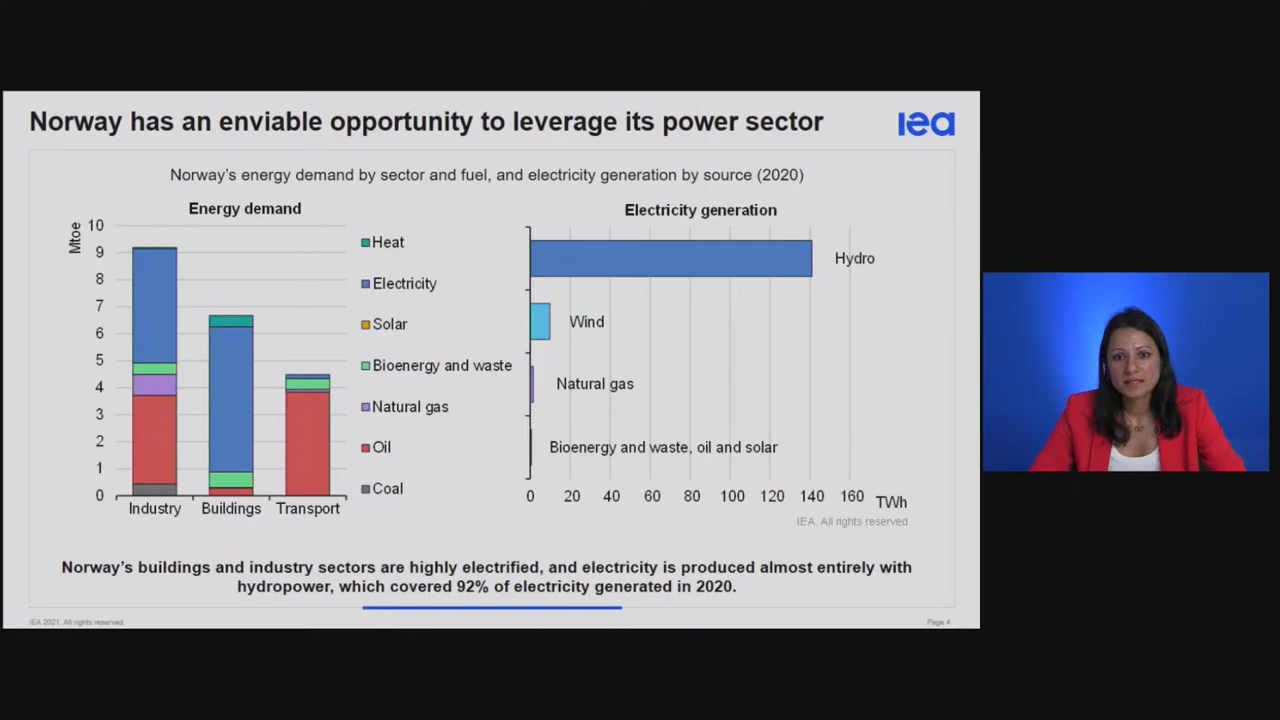 Norway has an enviable opportunity to leverage its power sector
iea
Norway's energy demand by sector and fuel, and electricity generation by source (2020)
Energy demand
Mtoe
10
9
8
7
6
5
4
3
2
1
0
Industry Buildings Transport
Heat
Electricity
Solar
Bioenergy and waste
Natural gas
Oil
Coal
Electricity generation
Hydro
Wind
Natural gas
Bioenergy and waste, oil and solar
0 20 40 60 80 100 120 140 160 TWh
IEA. All rights reserved.
Norway's buildings and industry sectors are highly electrified, and electricity is produced almost entirely with
hydropower, which covered 92% of electricity generated in 2020.
IEA 2021. All rights reserved.
Page 4